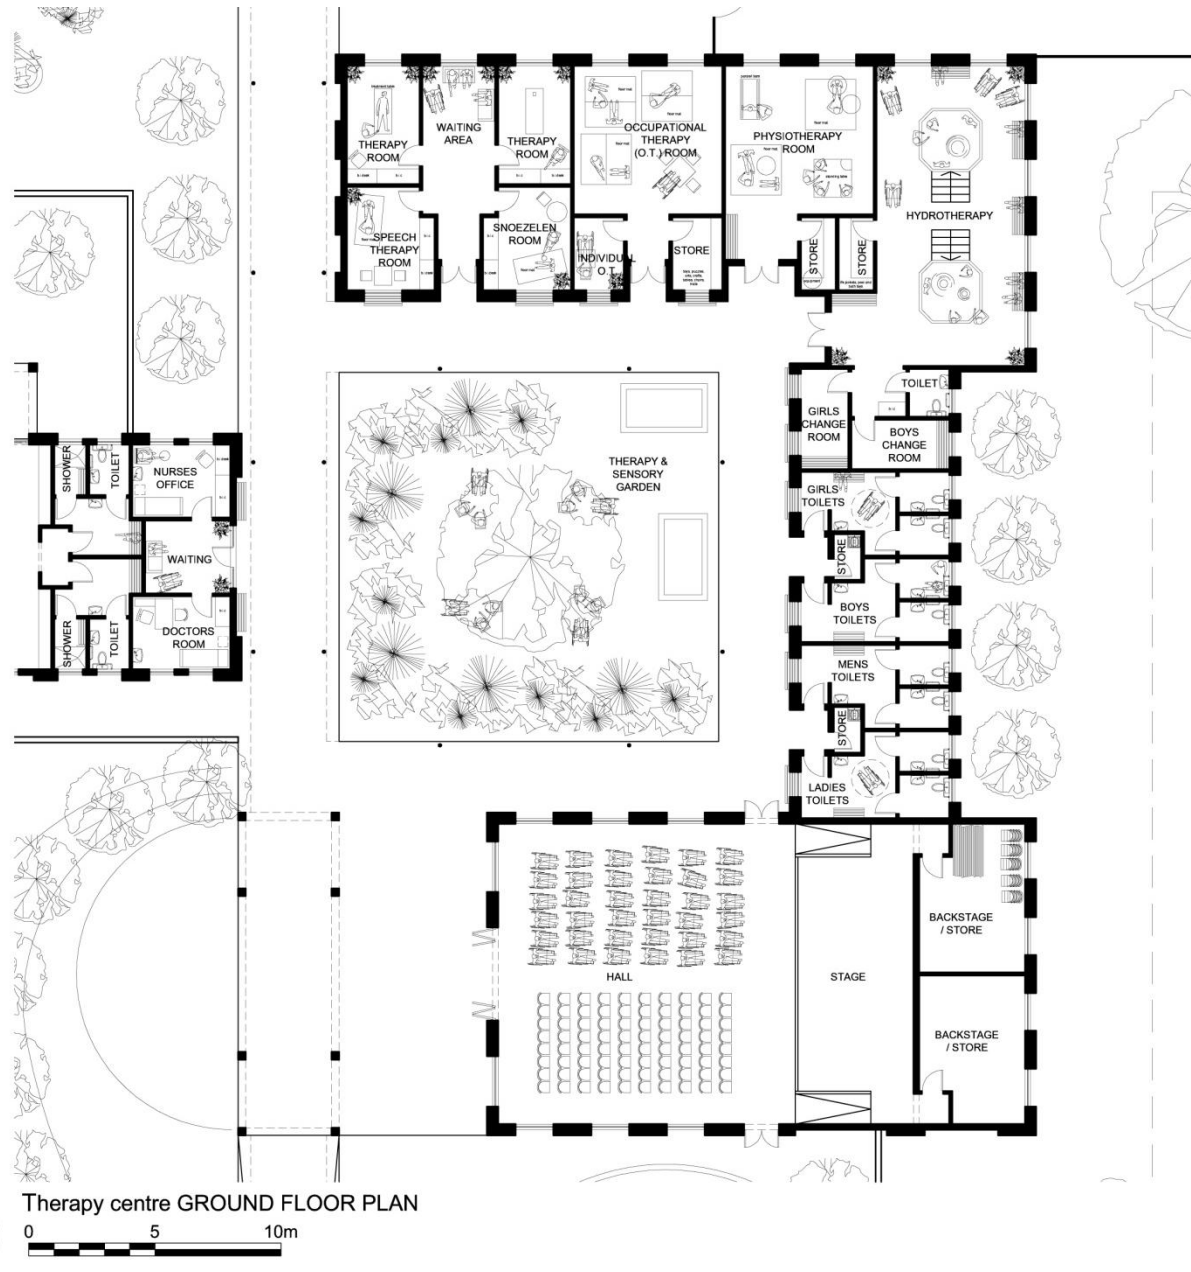 THERAPY
ROOM
WAITING
AREA
THERAPY
ROOM
OCCUPATIONAL
THERAPY
(O.T.) ROOM
PHYSIOTHERAPY
ROOM
HYDROTHERAPY
SPEECH
THERAPY
ROOM
SNOEZELEN
ROOM
INDIVIDUAL
O.T.
STORE
STORE
STORE
TOILET
GIRLS
CHANGE
ROOM
BOYS
CHANGE
ROOM
SHOWER
TOILET
NURSES
OFFICE
WAITING
DOCTORS
ROOM
SHOWER
TOILET
THERAPY &
SENSORY
GARDEN
GIRLS
TOILETS
STORE
BOYS
TOILETS
MENS
TOILETS
STORE
LADIES
TOILETS
HALL
STAGE
BACKSTAGE
/ STORE
BACKSTAGE
/ STORE
Therapy centre GROUND FLOOR PLAN
0 5 10m